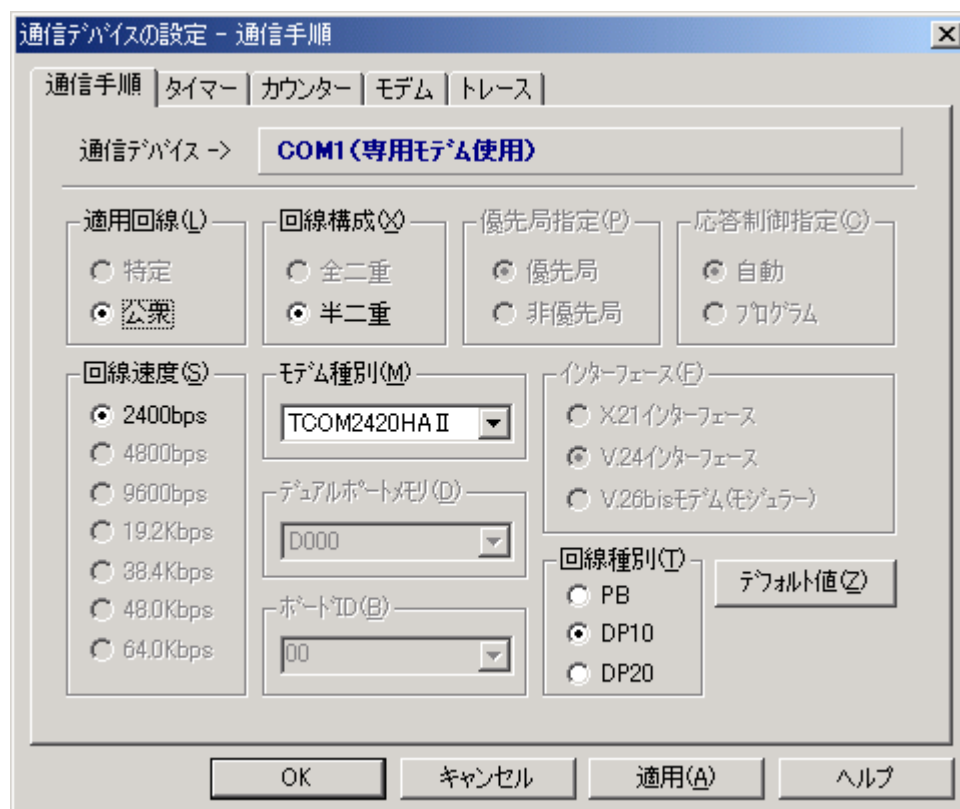 通信ﾃﾞﾊﾞｲｽの設定 - 通信手順
通信手順 タイマー カウンター モデム トレース
通信ﾃﾞﾊﾞｲｽ -> COM1(専用ﾓﾃﾞﾑ使用)
適用回線(L) 回線構成(X) 優先局指定(P) 応答制御指定(C)
特定 全二重 優先局 自動
公衆 半二重 非優先局 ﾌﾟﾛｸﾞﾗﾑ
回線速度(S) ﾓﾃﾞﾑ種別(M) ｲﾝﾀｰﾌｪｰｽ(F)
2400bps TCOM2420HAⅡ X.21ｲﾝﾀｰﾌｪｰｽ
4800bps V.24ｲﾝﾀｰﾌｪｰｽ
9600bps ﾃﾞｭｱﾙﾎﾟｰﾄﾒﾓﾘ(D) V.26bisﾓﾃﾞﾑ(ﾓｼﾞｭﾗｰ)
19.2Kbps D000
38.4Kbps 回線種別(T) ﾃﾞﾌｫﾙﾄ値(Z)
48.0Kbps ﾎﾞｰﾄﾞID(B) PB
64.0Kbps 00 DP10
DP20
OK キャンセル 適用(A) ヘルプ